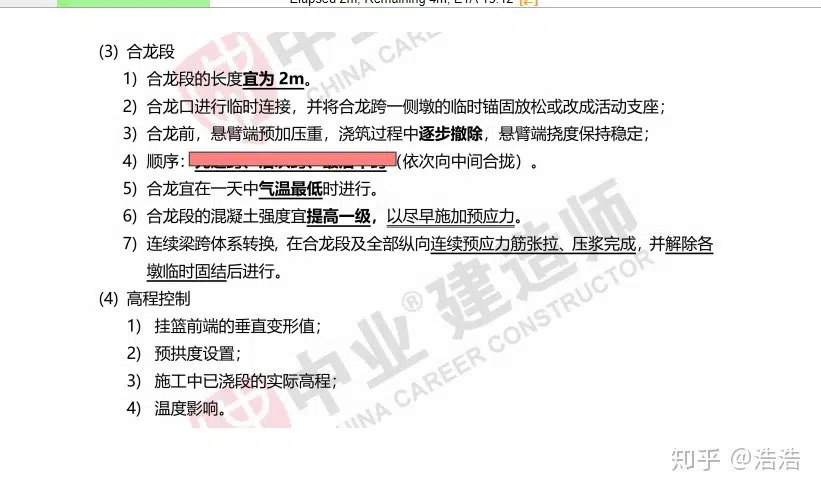 Elapsed 2m, Remaining 4m, ETA 19:12
(3) 合龙段
1) 合龙段的长度宜为 2m。
2) 合龙口进行临时连接，并将合龙跨一侧墩的临时锚固放松或改成活动支座；
3) 合龙前，悬臂端预加压重，浇筑过程中逐步撤除，悬臂端挠度保持稳定；
4) 顺序： (依次向中间合拢) 。
5) 合龙宜在一天中气温最低时进行。
6) 合龙段的混凝土强度宜提高一级，以尽早施加预应力。
7) 连续梁跨体系转换，在合龙段及全部纵向连续预应力筋张拉、压浆完成，并解除各
墩临时固结后进行。
(4) 高程控制
1) 挂篮前端的垂直变形值；
2) 预拱度设置；
3) 施工中已浇段的实际高程；
4) 温度影响。
中业 建造师
CHINA CAREER
中业®建造师
CHINA CAREER CONSTRUCTOR
知乎 @浩浩